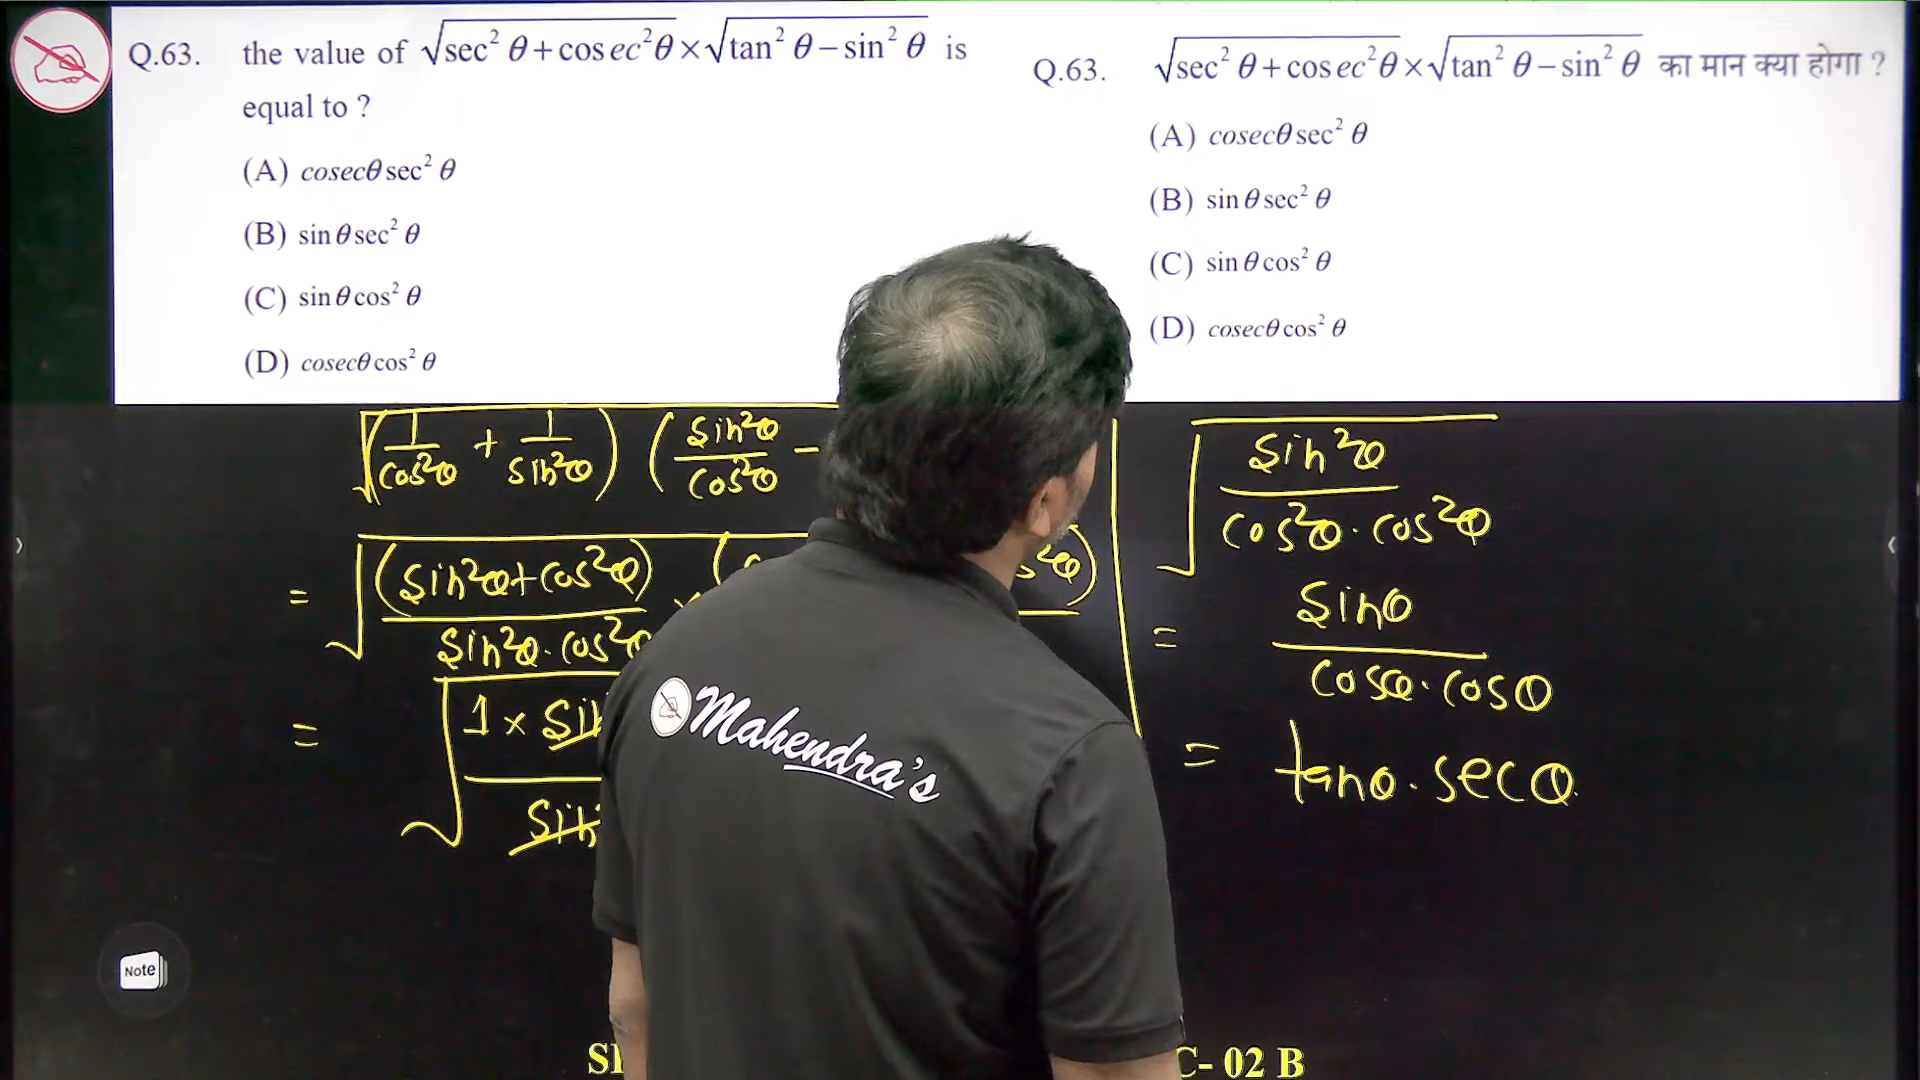 Q.63. the value of √sec² θ + cosec²θ × √tan² θ − sin² θ is
equal to ?
(A) cosecθ sec² θ
(B) sin θ sec² θ
(C) sin θ cos² θ
(D) cosecθ cos² θ
Q.63. √sec² θ + cosec²θ × √tan² θ − sin² θ का मान क्या होगा ?
(A) cosecθ sec² θ
(B) sin θ sec² θ
(C) sin θ cos² θ
(D) cosecθ cos² θ
√(1/cos²θ + 1/sin²θ) (sin²θ/cos²θ −
= √(sin²θ + cos²θ)/sin²θ·cos²θ ×
= √1 ×
√sin²θ/cos²θ·cos²θ
= sinθ/cosθ·cosθ
= tanθ·secθ
Mahendra's
Note
C- 02 B